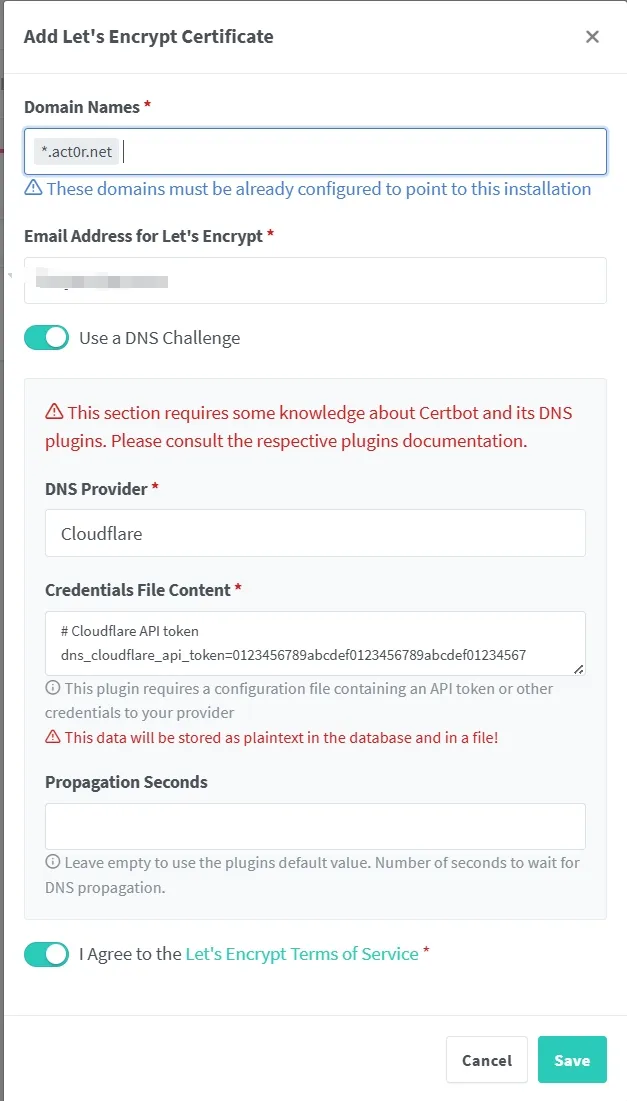 Add Let's Encrypt Certificate
Domain Names *
*.act0r.net
These domains must be already configured to point to this installation
Email Address for Let's Encrypt *
Use a DNS Challenge
This section requires some knowledge about Certbot and its DNS
plugins. Please consult the respective plugins documentation.
DNS Provider *
Cloudflare
Credentials File Content *
# Cloudflare API token
dns_cloudflare_api_token=0123456789abcdef0123456789abcdef01234567
This plugin requires a configuration file containing an API token or other
credentials to your provider
This data will be stored as plaintext in the database and in a file!
Propagation Seconds
Leave empty to use the plugins default value. Number of seconds to wait for
DNS propagation.
I Agree to the Let's Encrypt Terms of Service *
Cancel
Save